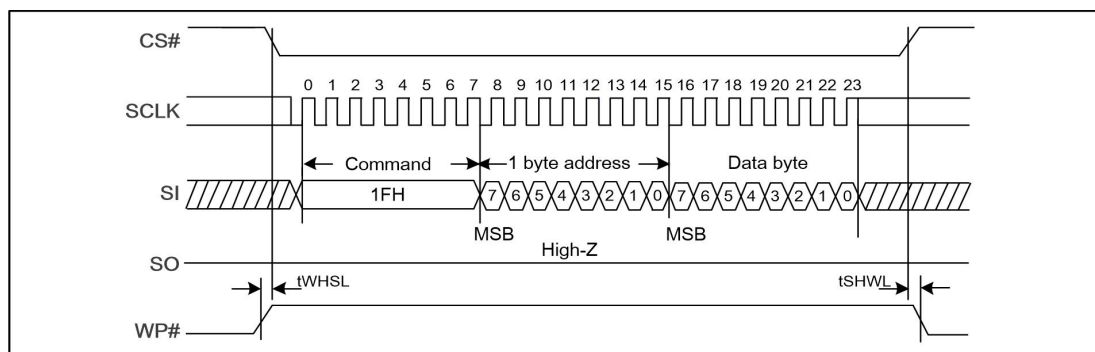 CS#
0 1 2 3 4 5 6 7 8 9 10 11 12 13 14 15 16 17 18 19 20 21 22 23
SCLK
Command 1 byte address Data byte
SI 1FH 7 6 5 4 3 2 1 0 7 6 5 4 3 2 1 0
MSB MSB
High-Z
SO
tWHSL tSHWL
WP#